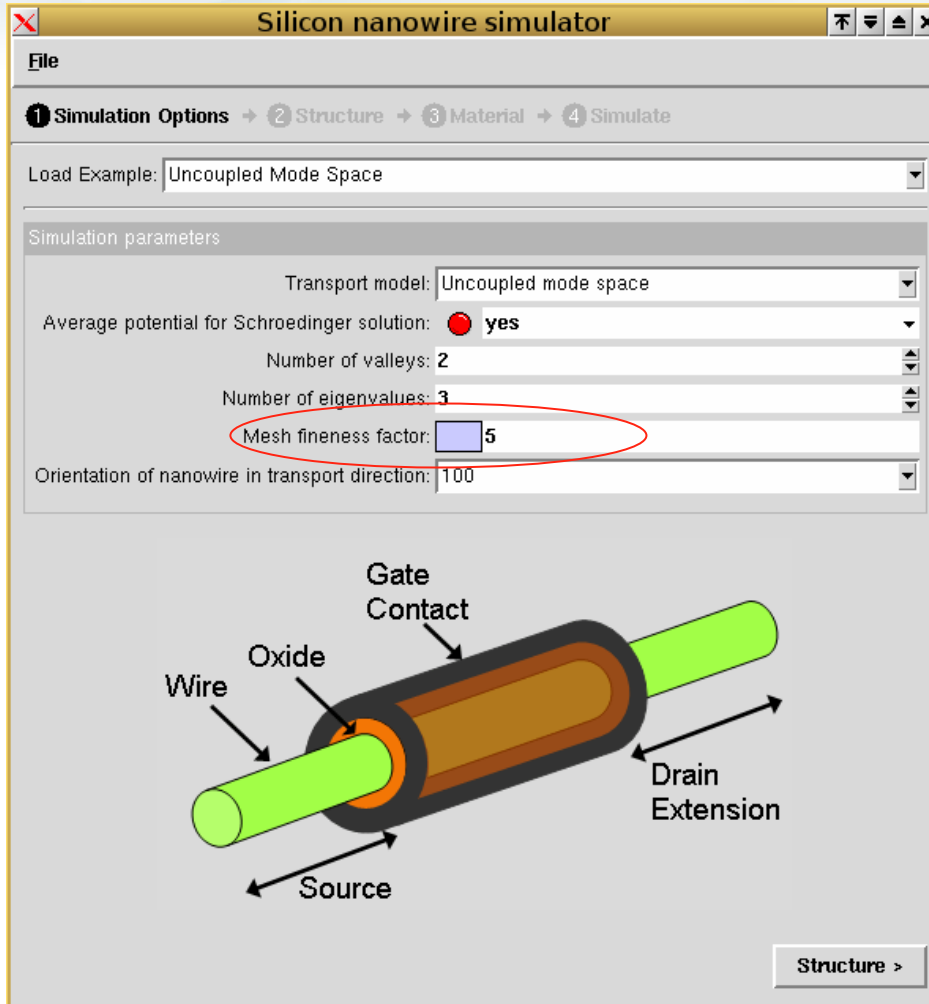 Silicon nanowire simulator
File
1 Simulation Options → 2 Structure → 3 Material → 4 Simulate
Load Example: Uncoupled Mode Space
Simulation parameters
Transport model: Uncoupled mode space
Average potential for Schroedinger solution: yes
Number of valleys: 2
Number of eigenvalues: 3
Mesh fineness factor: 5
Orientation of nanowire in transport direction: 100
Gate
Contact
Oxide
Wire
Drain
Extension
Source
Structure >